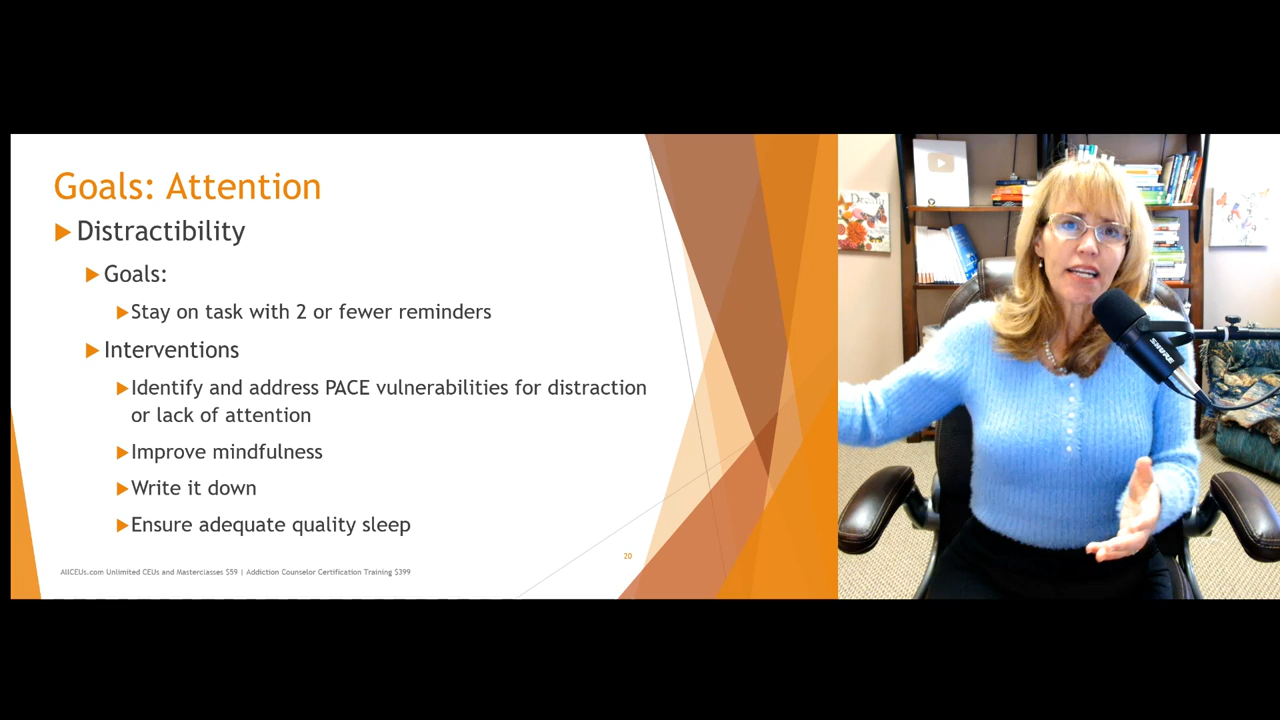 Goals: Attention
Distractibility
Goals:
Stay on task with 2 or fewer reminders
Interventions
Identify and address PACE vulnerabilities for distraction
or lack of attention
Improve mindfulness
Write it down
Ensure adequate quality sleep
20
AllCEUs.com Unlimited CEUs and Masterclasses $59 | Addiction Counselor Certification Training $399
SHURE